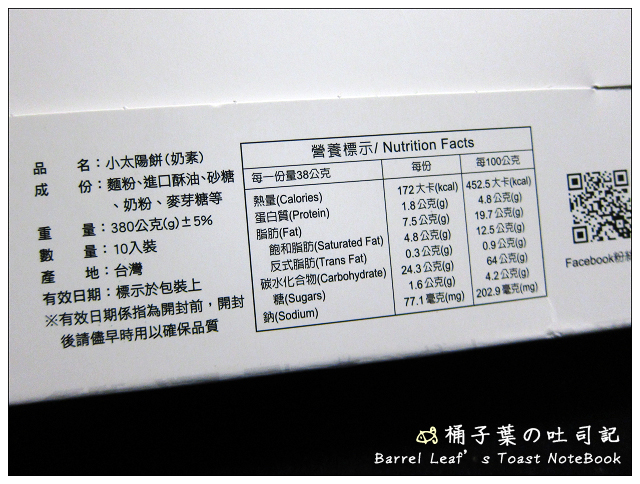 品　　名：小太陽餅(奶素)
成　　份：麵粉、進口酥油、砂糖
、奶粉、麥芽糖等
重　　量：380公克(g)±5%
數　　量：10入裝
產　　地：台灣
有效日期：標示於包裝上
※有效日期係指為開封前，開封
後請儘早時用以確保品質
營養標示/ Nutrition Facts
每一份量38公克 每份 每100公克
熱量(Calories) 172大卡(kcal) 452.5大卡(kcal)
蛋白質(Protein) 1.8公克(g) 4.8公克(g)
脂肪(Fat) 7.5公克(g) 19.7公克(g)
飽和脂肪(Saturated Fat) 4.8公克(g) 12.5公克(g)
反式脂肪(Trans Fat) 0.3公克(g) 0.9公克(g)
碳水化合物(Carbohydrate) 24.3公克(g) 64公克(g)
糖(Sugars) 1.6公克(g) 4.2公克(g)
鈉(Sodium) 77.1毫克(mg) 202.9毫克(mg)
Facebook粉絲
桶子葉の吐司記
Barrel Leaf's Toast NoteBook